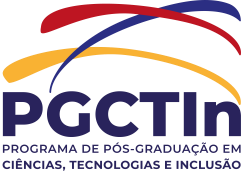 PGCTIn
PROGRAMA DE PÓS-GRADUAÇÃO EM
CIÊNCIAS, TECNOLOGIAS E INCLUSÃO